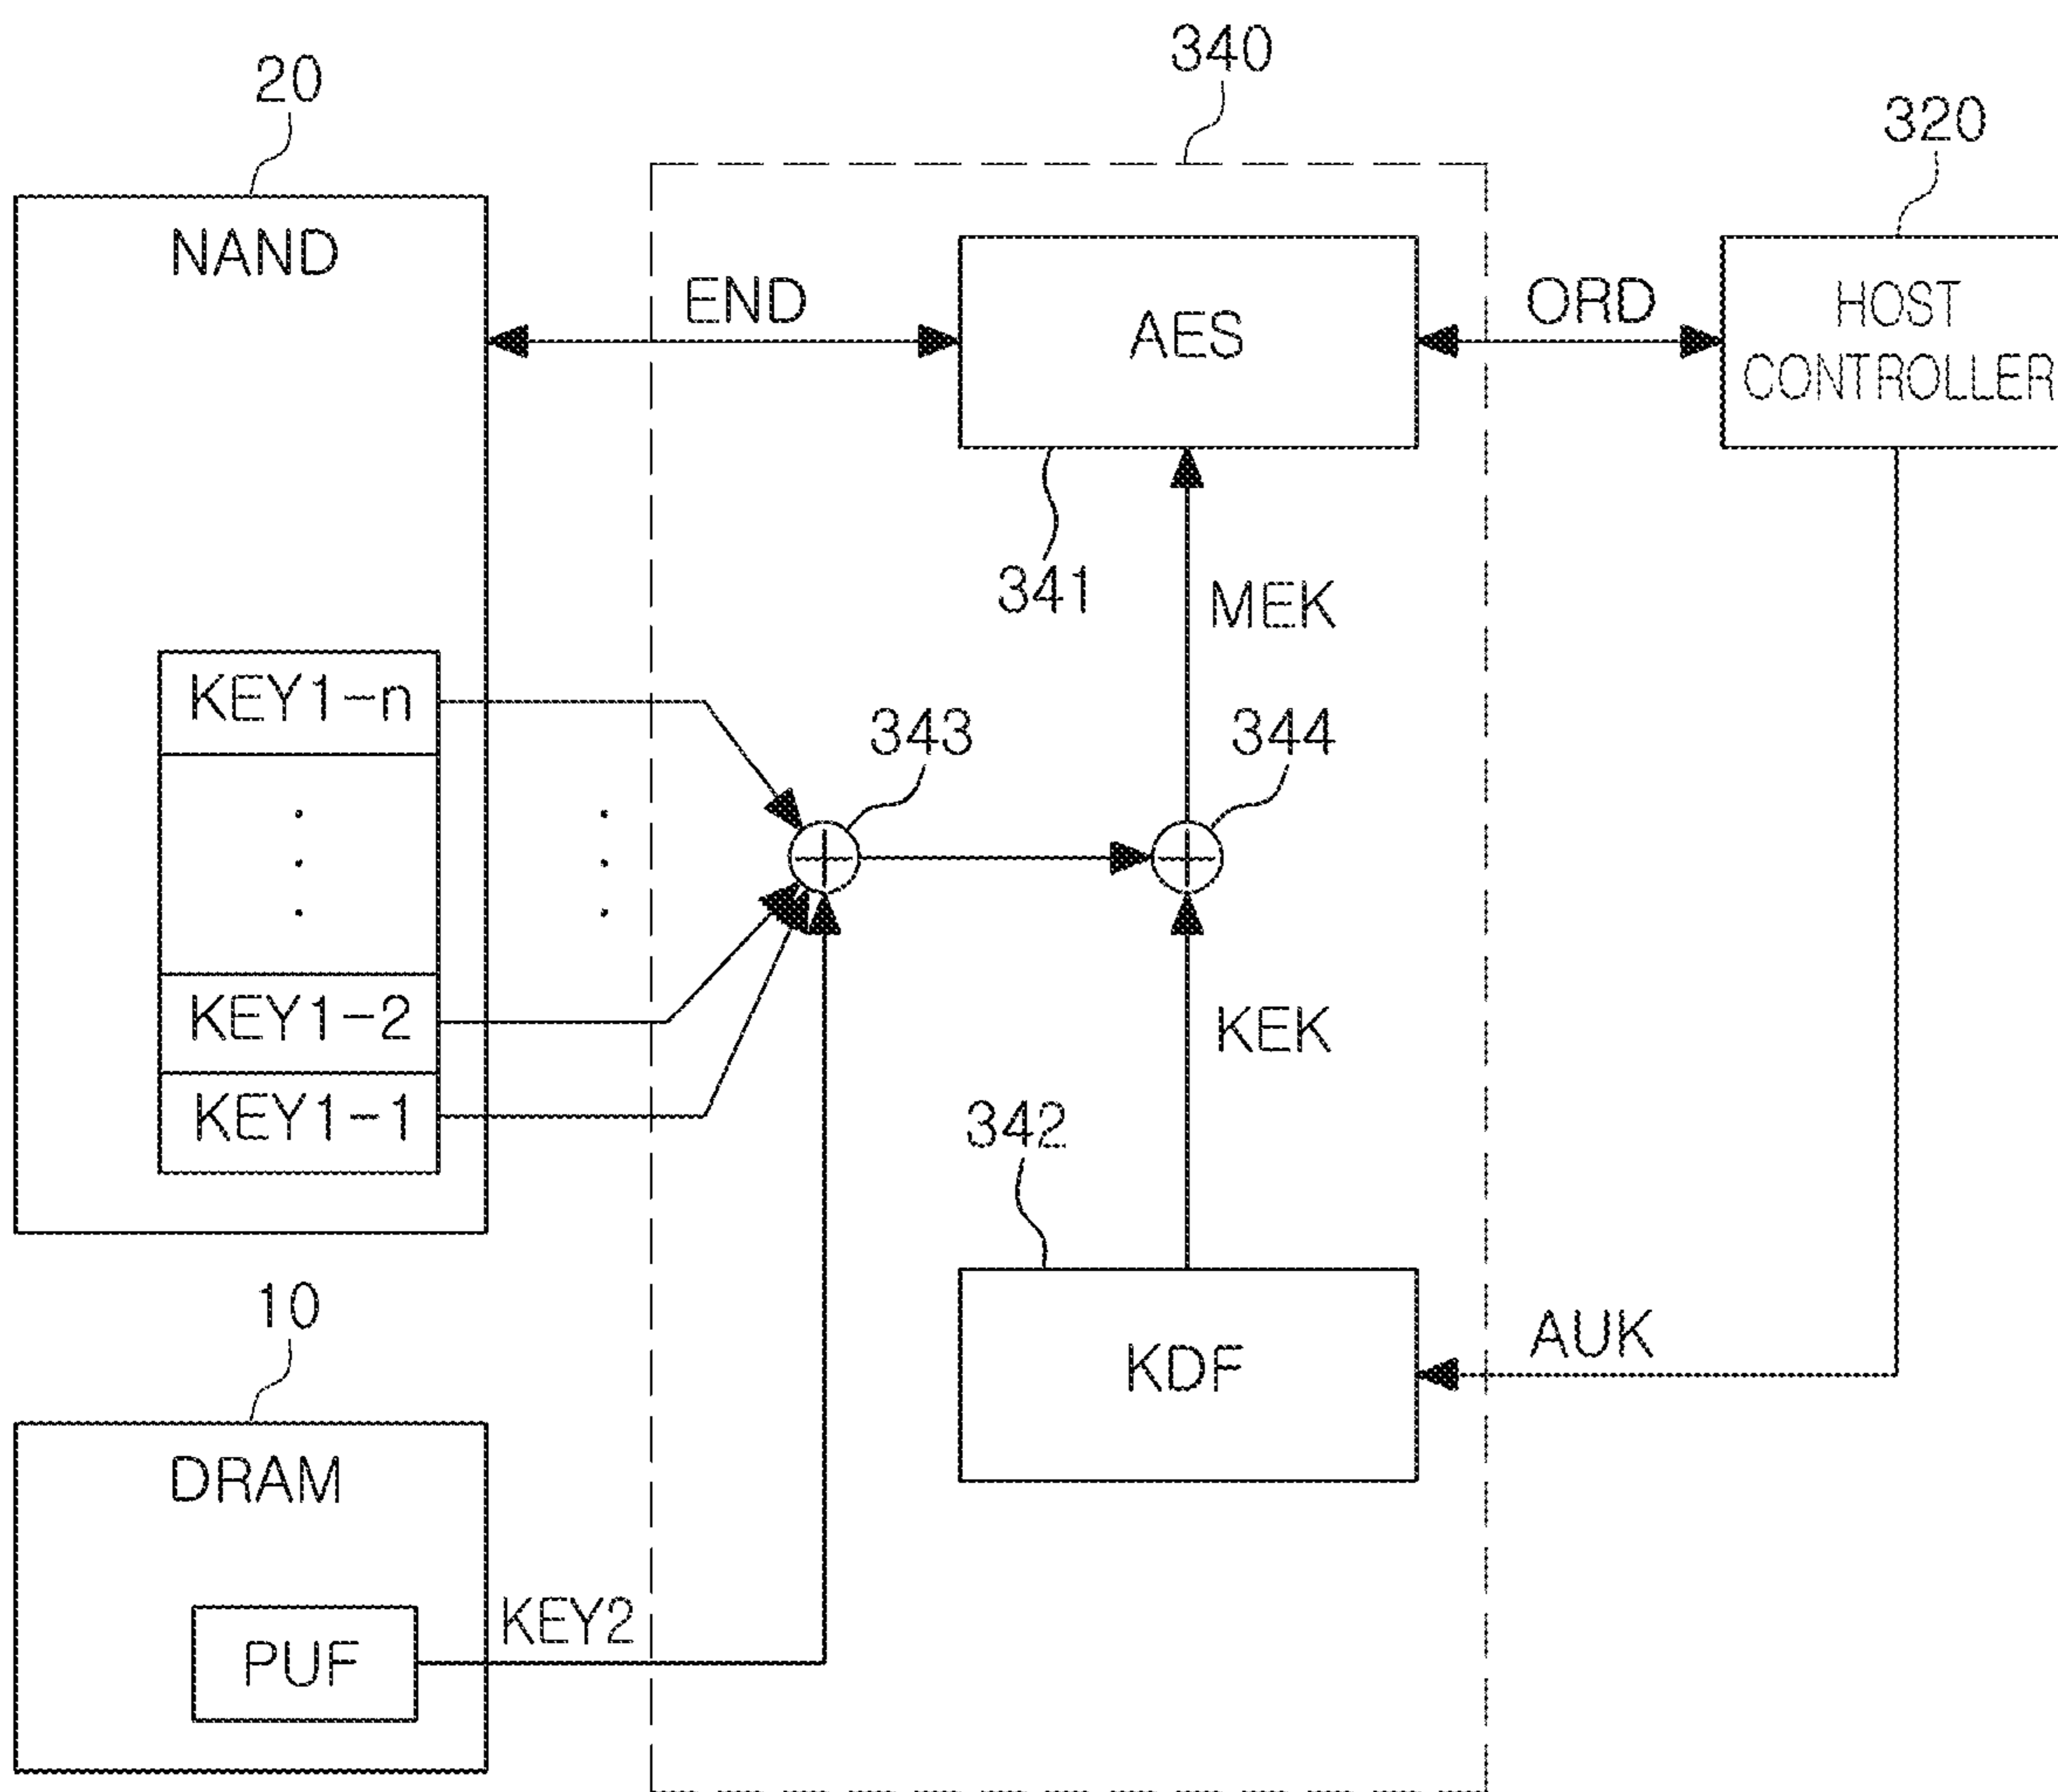 340
20
320
NAND
END
AES
ORD
HOST
CONTROLLER
341
MEK
KEY1-n
343
344
KEY1-2
KEK
KEY1-1
342
10
AUK
KDF
DRAM
KEY2
PUF